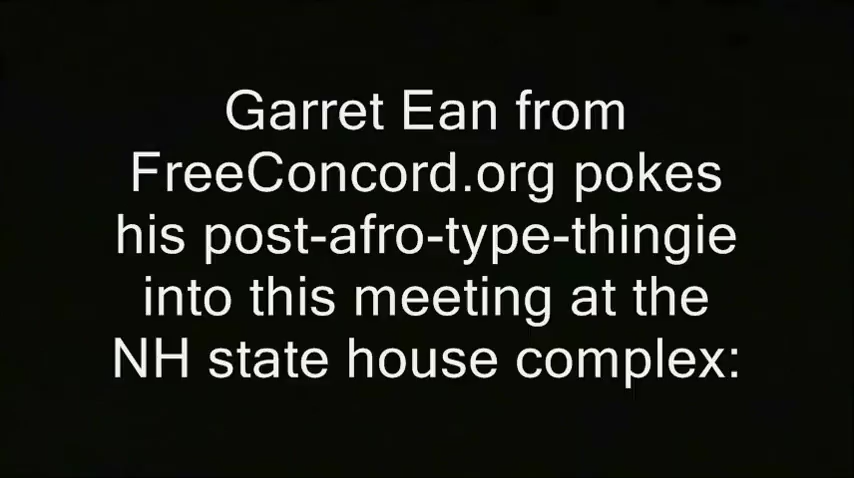 Garret Ean from
FreeConcord.org pokes
his post-afro-type-thingie
into this meeting at the
NH state house complex: